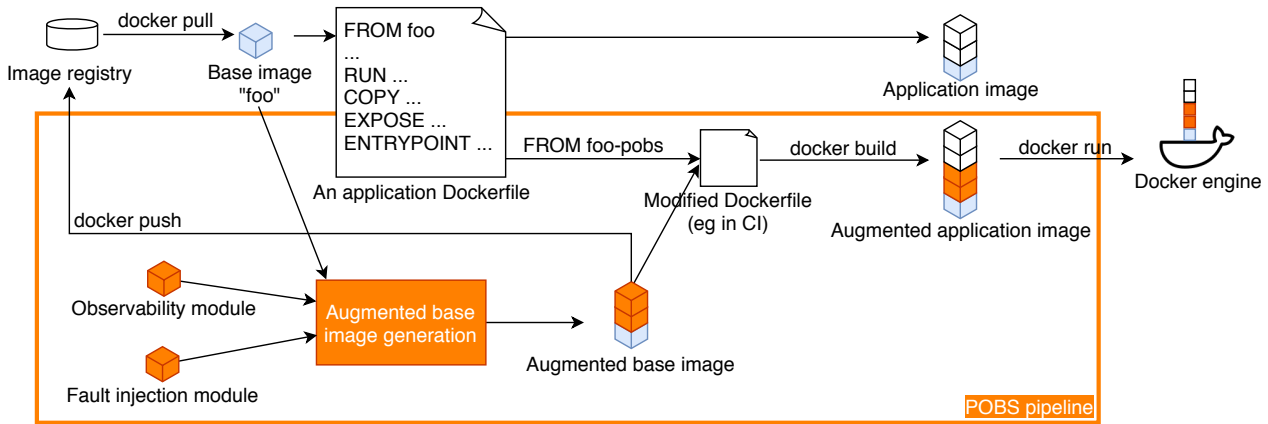 docker pull
Image registry
Base image
"foo"
FROM foo
...
RUN ...
COPY ...
EXPOSE ...
ENTRYPOINT ...
An application Dockerfile
Application image
FROM foo-pobs
Modified Dockerfile
(eg in CI)
docker build
Augmented application image
docker run
Docker engine
docker push
Observability module
Fault injection module
Augmented base
image generation
Augmented base image
POBS pipeline